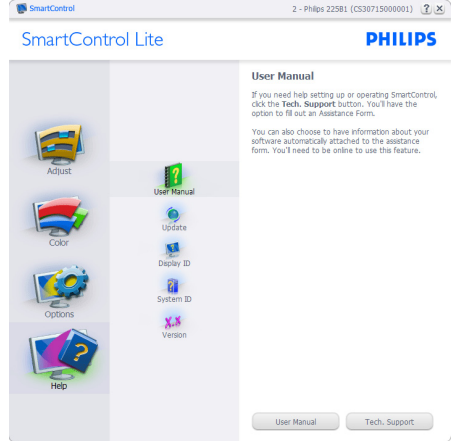 SmartControl
2 - Philips 225B1 (CS30715000001)
? X
SmartControl Lite
PHILIPS
Adjust
Color
Options
Help
User Manual
Update
Display ID
System ID
X.X
Version
User Manual
If you need help setting up or operating SmartControl,
click the Tech. Support button. You'll have the
option to fill out an Assistance Form.
You can also choose to have information about your
software automatically attached to the assistance
form. You'll need to be online to use this feature.
User Manual
Tech. Support